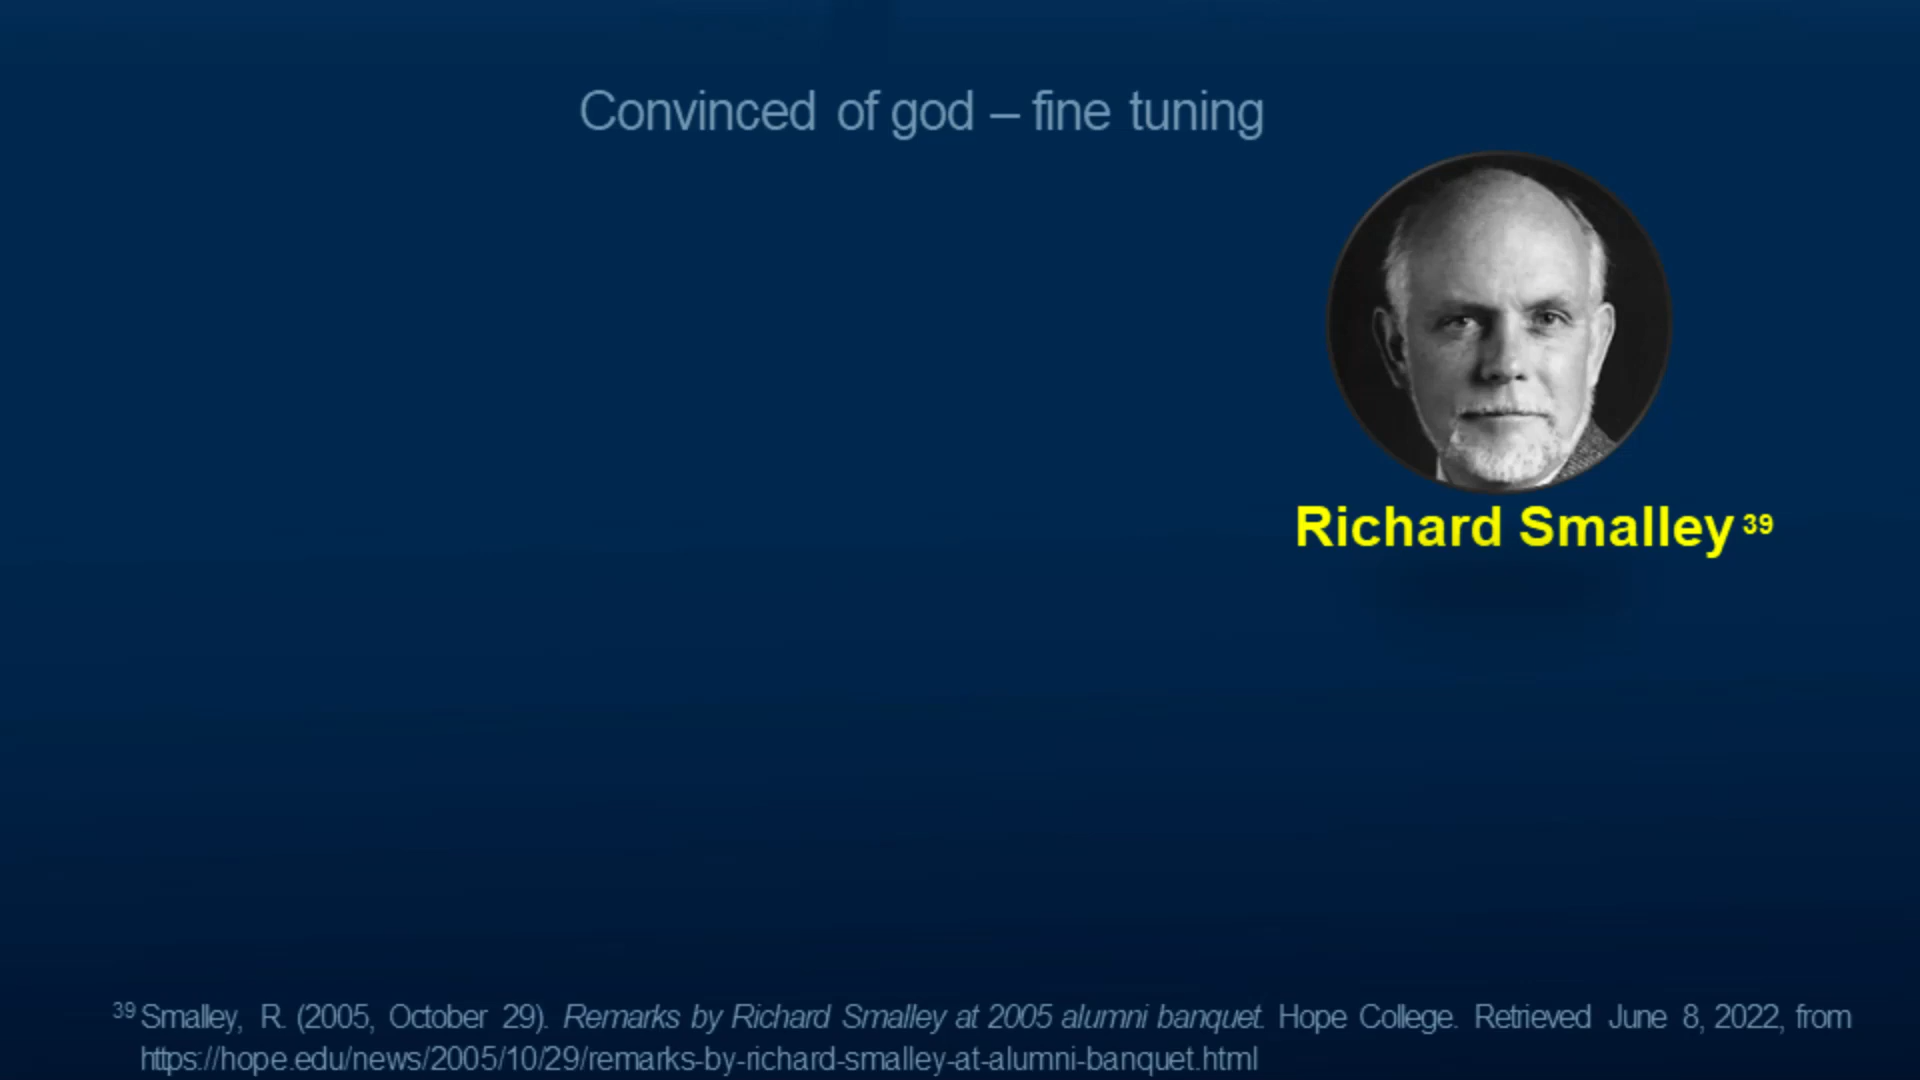 Convinced of god – fine tuning
Richard Smalley 39
39 Smalley, R. (2005, October 29). Remarks by Richard Smalley at 2005 alumni banquet. Hope College. Retrieved June 8, 2022, from
https://hope.edu/news/2005/10/29/remarks-by-richard-smalley-at-alumni-banquet.html